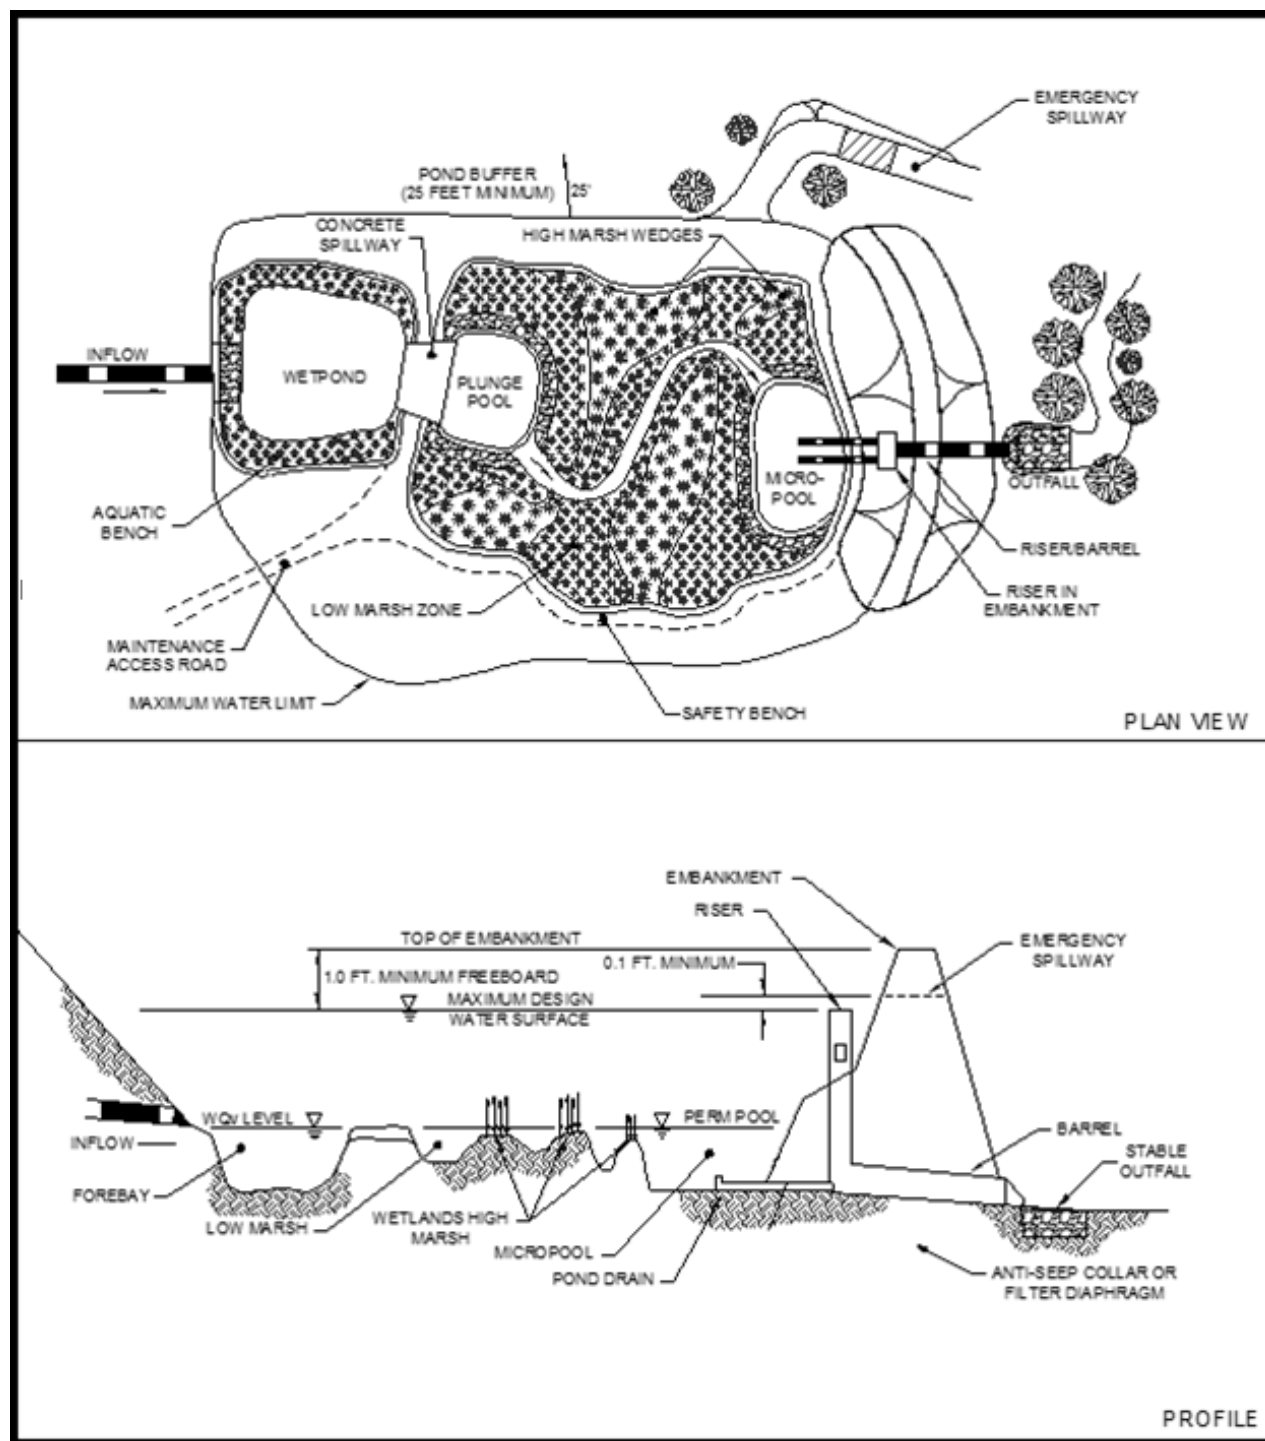 EMERGENCY
SPILLWAY
POND BUFFER
(25 FEET MINIMUM)
25'
CONCRETE
SPILLWAY
HIGH MARSH WEDGES
INFLOW
WETPOND
PLUNGE
POOL
MICRO-
POOL
OUTFALL
AQUATIC
BENCH
RISER/BARREL
RISER IN
EMBANKMENT
LOW MARSH ZONE
MAINTENANCE
ACCESS ROAD
MAXIMUM WATER LIMIT
SAFETY BENCH
PLAN VIEW
EMBANKMENT
RISER
TOP OF EMBANKMENT
EMERGENCY
SPILLWAY
1.0 FT. MINIMUM FREEBOARD
0.1 FT. MINIMUM
MAXIMUM DESIGN
WATER SURFACE
WQv LEVEL
PERM POOL
INFLOW
BARREL
STABLE
OUTFALL
FOREBAY
LOW MARSH
WETLANDS HIGH
MARSH
MICROPOOL
POND DRAIN
ANTI-SEEP COLLAR OR
FILTER DIAPHRAGM
PROFILE